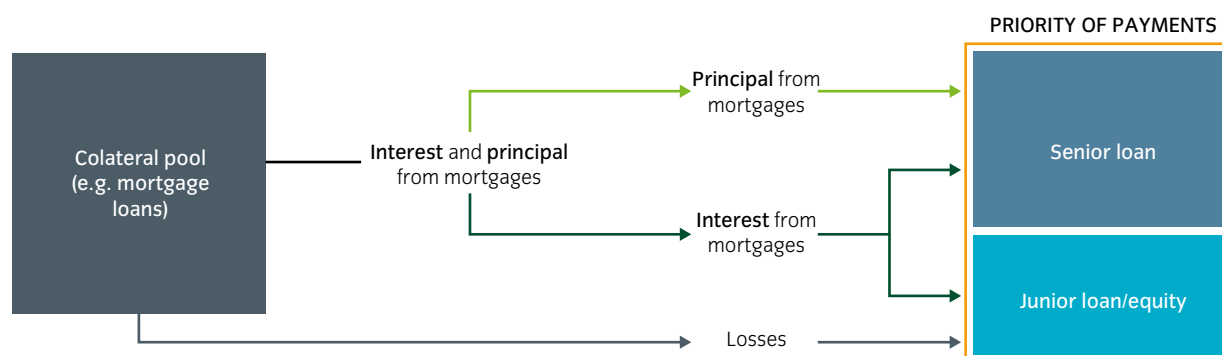 PRIORITY OF PAYMENTS
Colateral pool
(e.g. mortgage
loans)
Interest and principal
from mortgages
Principal from
mortgages
Interest from
mortgages
Losses
Senior loan
Junior loan/equity